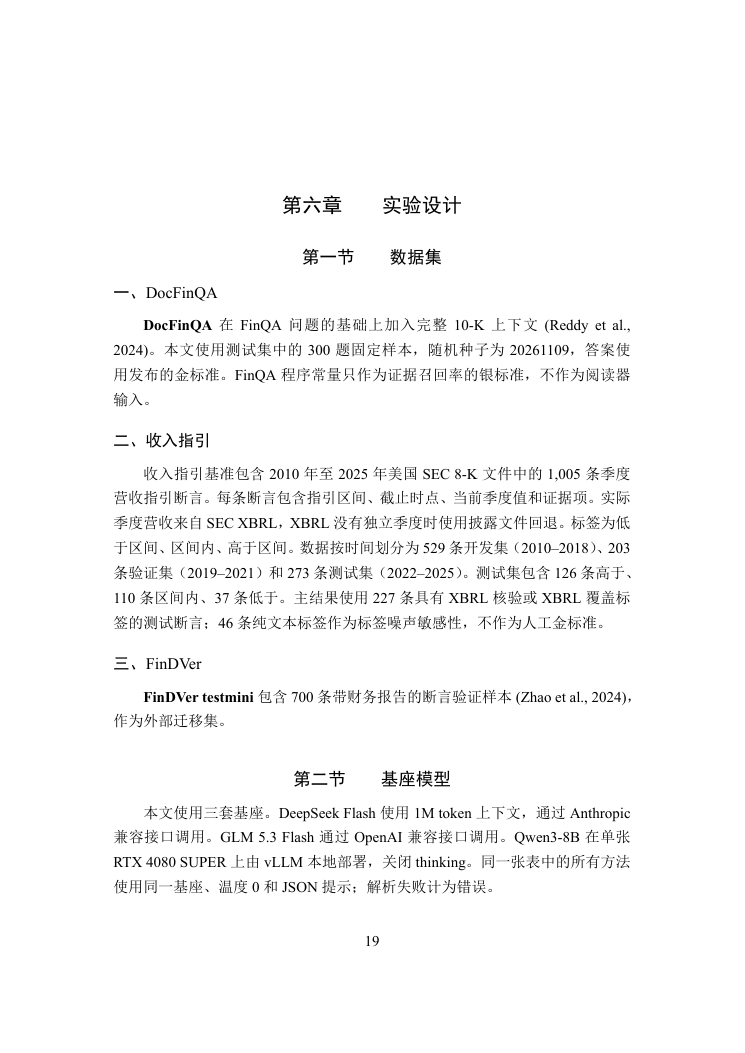 第六章 实验设计
第一节 数据集
一、DocFinQA
DocFinQA 在 FinQA 问题的基础上加入完整 10-K 上下文 (Reddy et al.,
2024)。本文使用测试集中的 300 题固定样本，随机种子为 20261109，答案使
用发布的金标准。FinQA 程序常量只作为证据召回率的银标准，不作为阅读器
输入。
二、收入指引
收入指引基准包含 2010 年至 2025 年美国 SEC 8-K 文件中的 1,005 条季度
营收指引断言。每条断言包含指引区间、截止时点、当前季度值和证据项。实际
季度营收来自 SEC XBRL，XBRL 没有独立季度时使用披露文件回退。标签为低
于区间、区间内、高于区间。数据按时间划分为 529 条开发集（2010–2018）、203
条验证集（2019–2021）和 273 条测试集（2022–2025）。测试集包含 126 条高于、
110 条区间内、37 条低于。主结果使用 227 条具有 XBRL 核验或 XBRL 覆盖标
签的测试断言；46 条纯文本标签作为标签噪声敏感性，不作为人工金标准。
三、FinDVer
FinDVer testmini 包含 700 条带财务报告的断言验证样本 (Zhao et al., 2024)，
作为外部迁移集。
第二节 基座模型
本文使用三套基座。DeepSeek Flash 使用 1M token 上下文，通过 Anthropic
兼容接口调用。GLM 5.3 Flash 通过 OpenAI 兼容接口调用。Qwen3-8B 在单张
RTX 4080 SUPER 上由 vLLM 本地部署，关闭 thinking。同一张表中的所有方法
使用同一基座、温度 0 和 JSON 提示；解析失败计为错误。
19